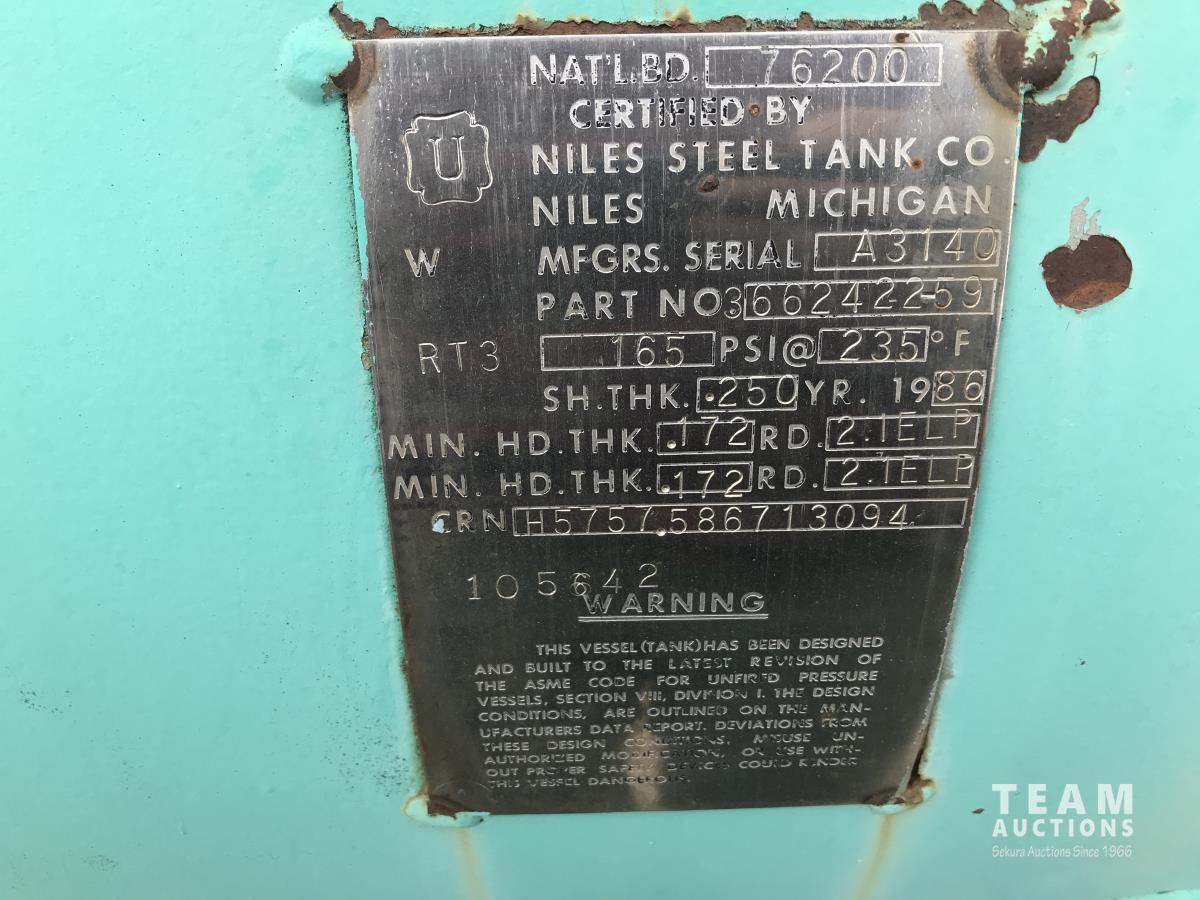 NAT'L.BD. 76200
CERTIFIED BY
U
NILES STEEL TANK CO.
NILES MICHIGAN
W MFGRS. SERIAL A3140
PART NO. 366242259
RT3 165 PSI@ 235 °F
SH.THK. .250 YR. 1986
MIN. HD.THK. .172 RD. 2.1ELP
MIN. HD.THK. .172 RD. 2.1ELP
CRN H5757.586713094
105642
WARNING
THIS VESSEL (TANK) HAS BEEN DESIGNED
AND BUILT TO THE LATEST REVISION OF
THE ASME CODE FOR UNFIRED PRESSURE
VESSELS, SECTION VIII, DIVISION I. THE DESIGN
CONDITIONS, ARE OUTLINED ON THE MAN-
UFACTURERS DATA REPORT. DEVIATIONS FROM
THESE DESIGN CONDITIONS, MISUSE UN-
AUTHORIZED MODIFICATION, OR USE WITH-
OUT PROPER SAFETY DEVICES COULD RENDER
THIS VESSEL DANGEROUS.
TEAM
AUCTIONS
Sekura Auctions Since 1966